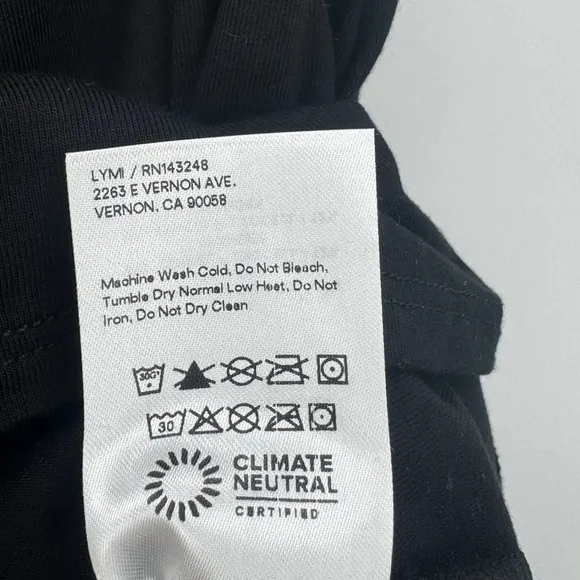 LYMI / RN143248
2263 E VERNON AVE.
VERNON, CA 90058
Machine Wash Cold, Do Not Bleach,
Tumble Dry Normal Low Heat, Do Not
Iron, Do Not Dry Clean
30C°
30
CLIMATE
NEUTRAL
CERTIFIED